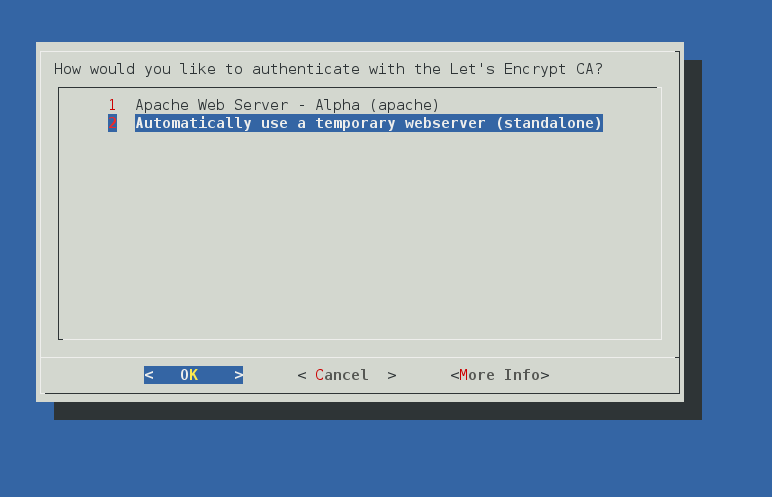 How would you like to authenticate with the Let's Encrypt CA?
1 Apache Web Server - Alpha (apache)
2 Automatically use a temporary webserver (standalone)
< OK > < Cancel > <More Info>